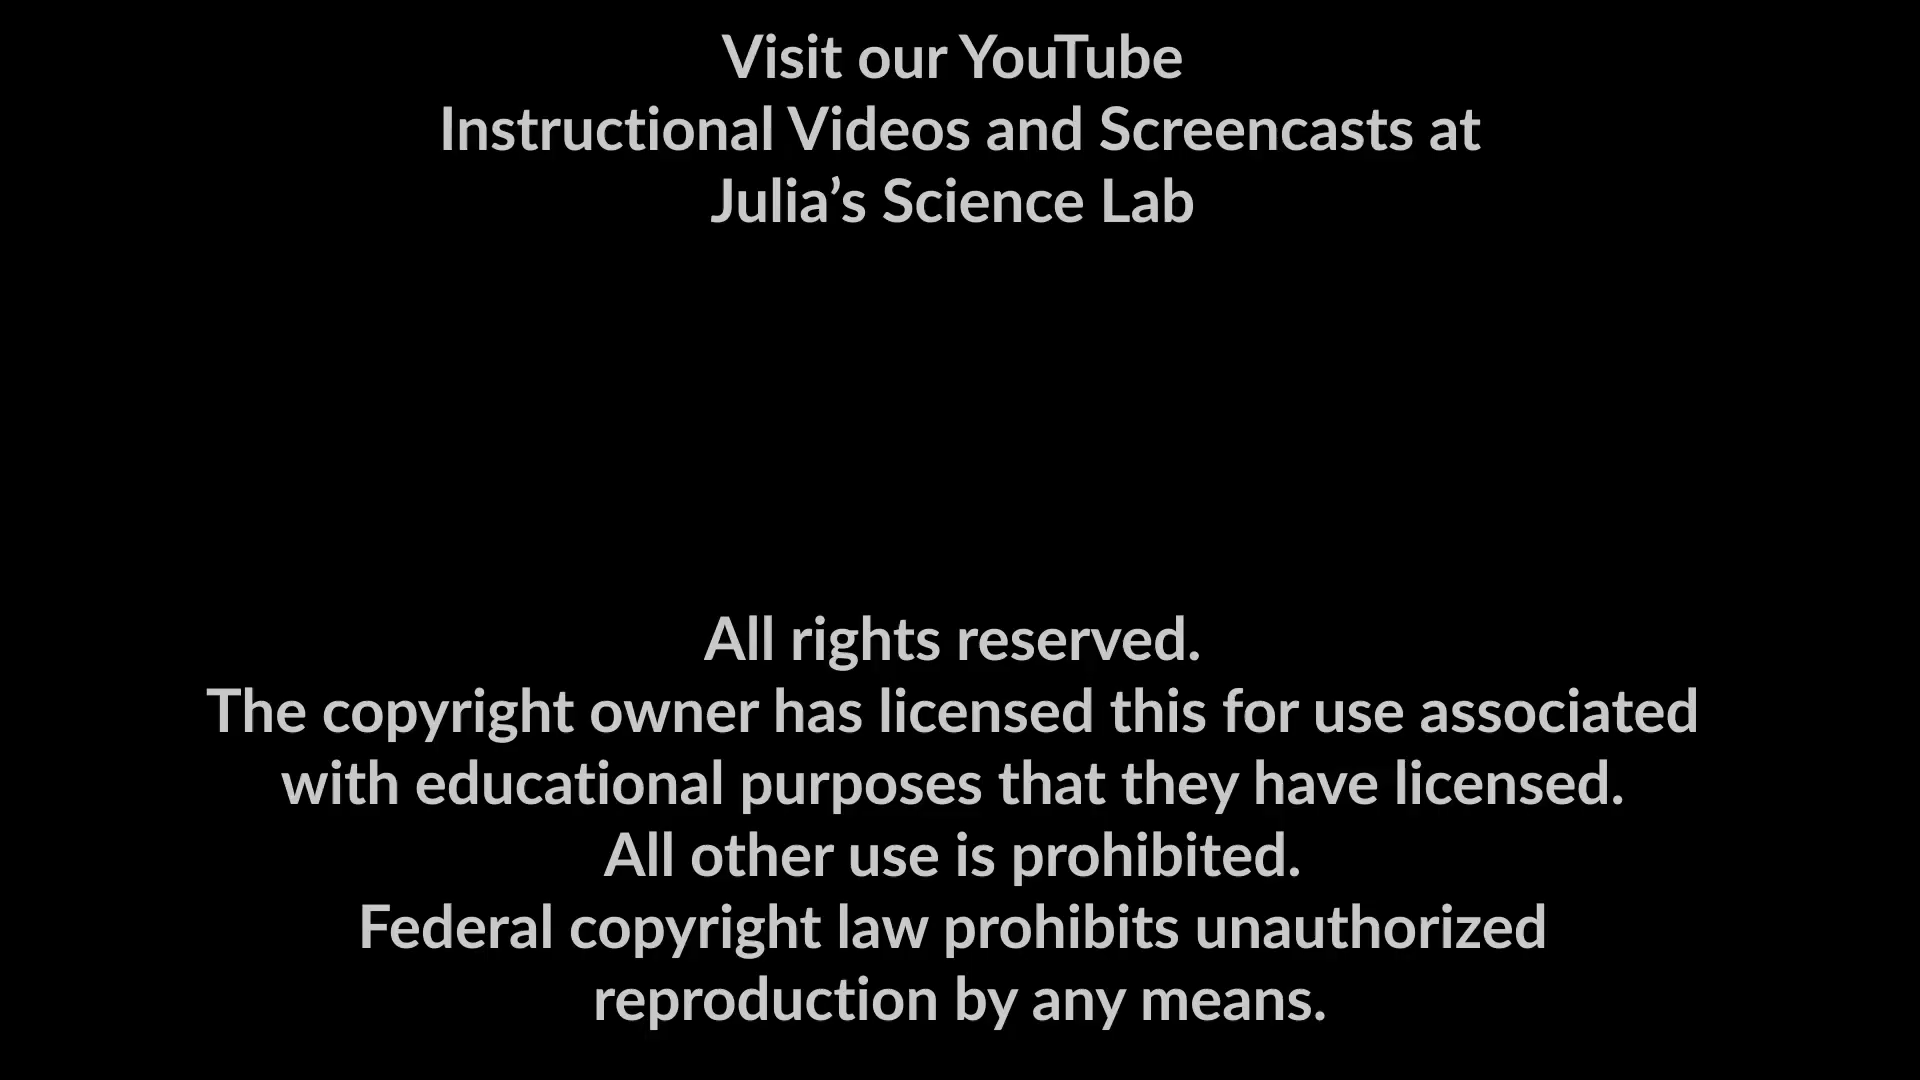 Visit our YouTube
Instructional Videos and Screencasts at
Julia’s Science Lab
All rights reserved.
The copyright owner has licensed this for use associated
with educational purposes that they have licensed.
All other use is prohibited.
Federal copyright law prohibits unauthorized
reproduction by any means.